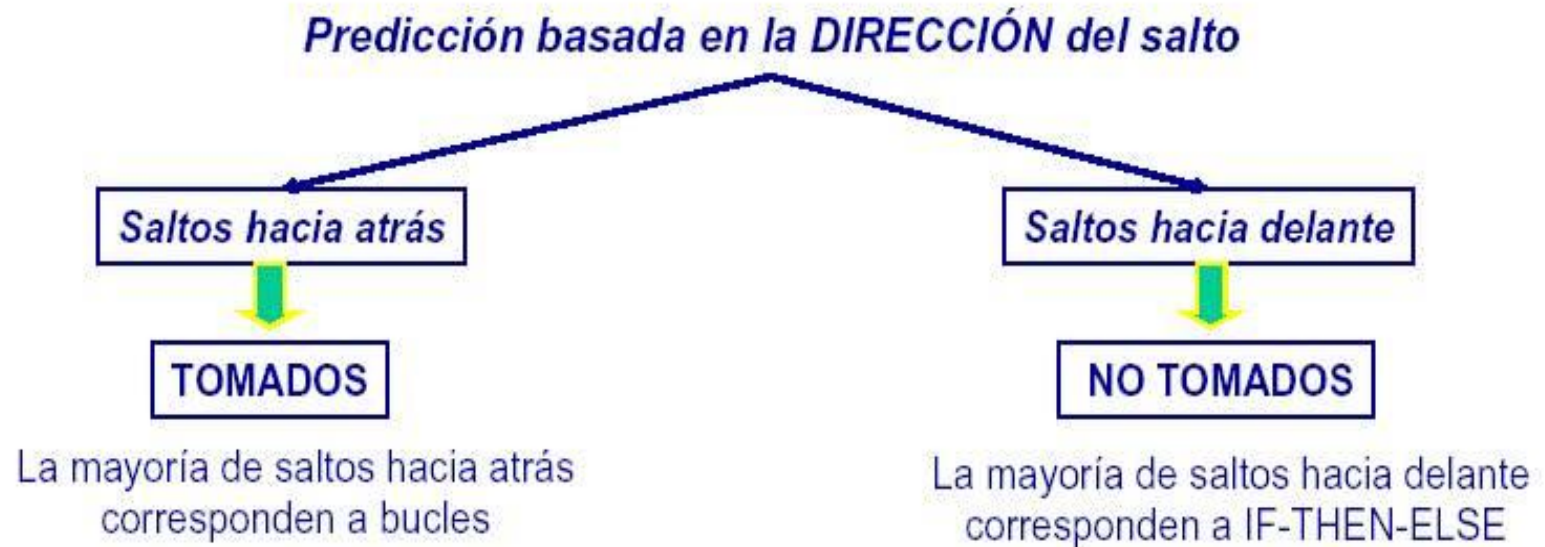 Predicción basada en la DIRECCIÓN del salto
Saltos hacia atrás
Saltos hacia delante
TOMADOS
NO TOMADOS
La mayoría de saltos hacia atrás
corresponden a bucles
La mayoría de saltos hacia delante
corresponden a IF-THEN-ELSE